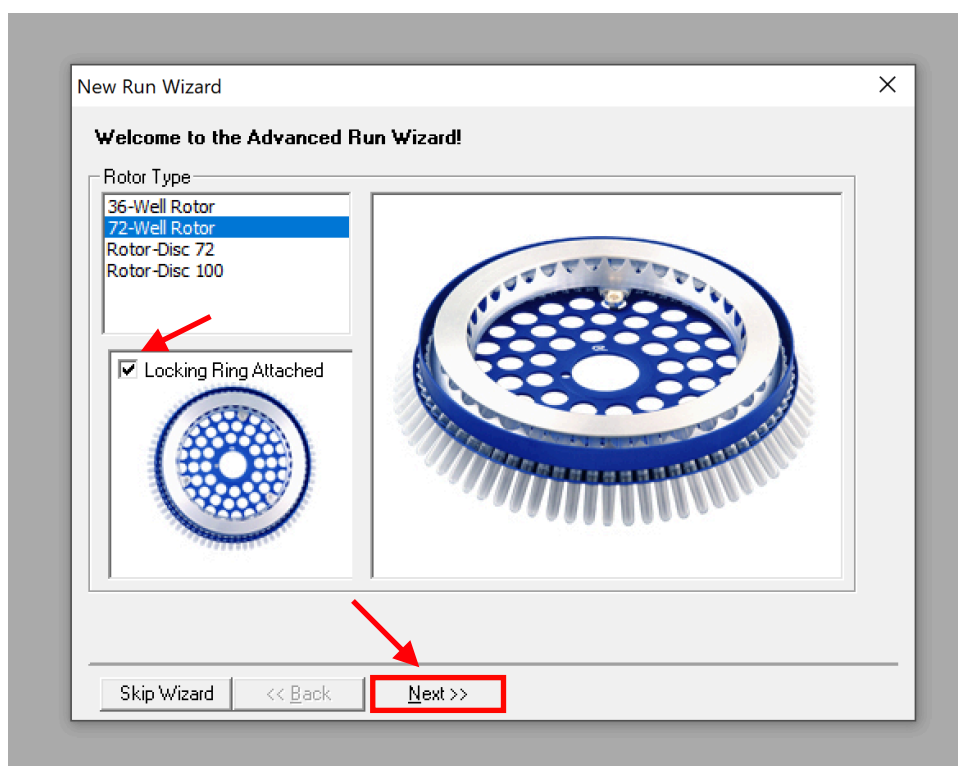 New Run Wizard
Welcome to the Advanced Run Wizard!
Rotor Type
36-Well Rotor
72-Well Rotor
Rotor-Disc 72
Rotor-Disc 100
Locking Ring Attached
Skip Wizard
<< Back
Next >>